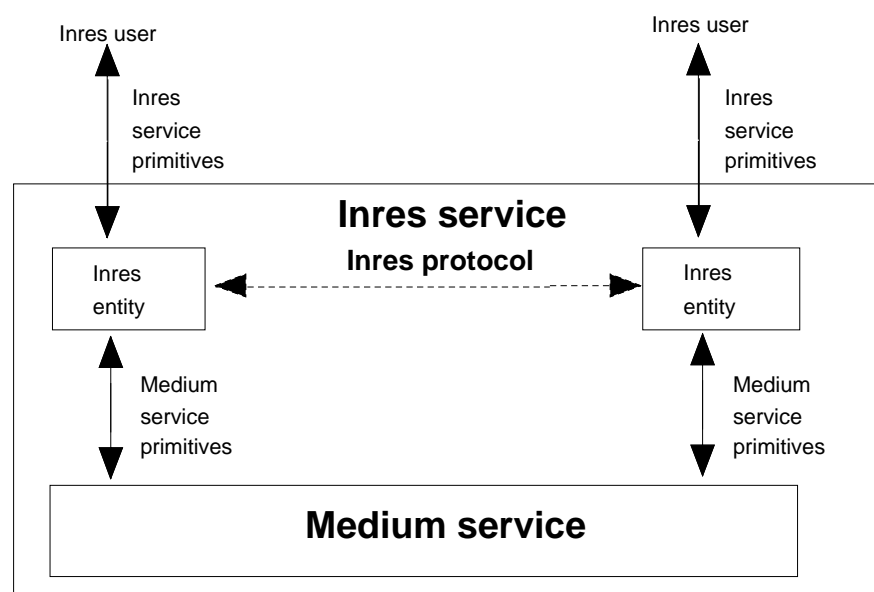 Inres user
Inres user
Inres
service
primitives
Inres
service
primitives
Inres service
Inres protocol
Inres
entity
Inres
entity
Medium
service
primitives
Medium
service
primitives
Medium service